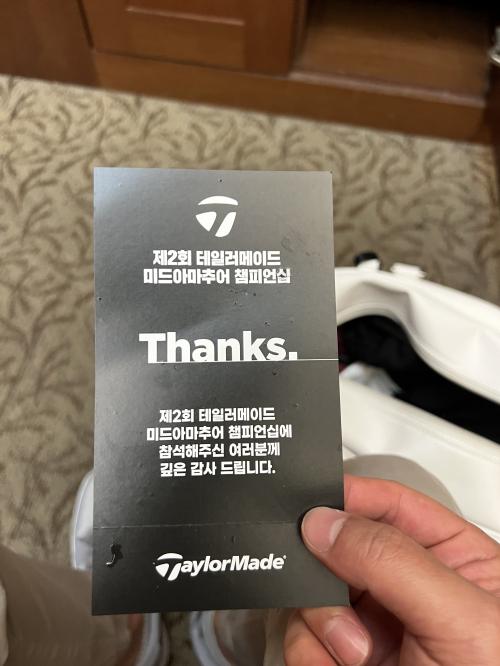 제2회 테일러메이드
미드아마추어 챔피언십
Thanks.
제2회 테일러메이드
미드아마추어 챔피언십에
참석해주신 여러분께
깊은 감사 드립니다.
TaylorMade